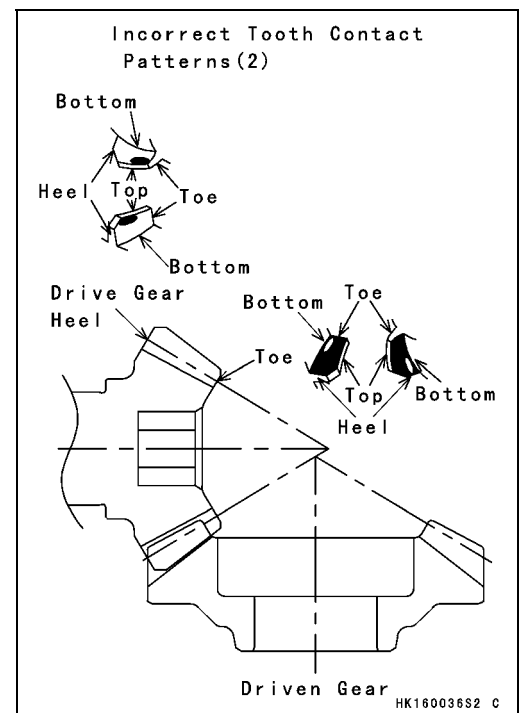 Incorrect Tooth Contact
Patterns(2)
Bottom
Heel Top Toe
Bottom
Drive Gear
Heel
Toe
Bottom Toe
Top Bottom
Heel
Driven Gear
HK160036S2 C